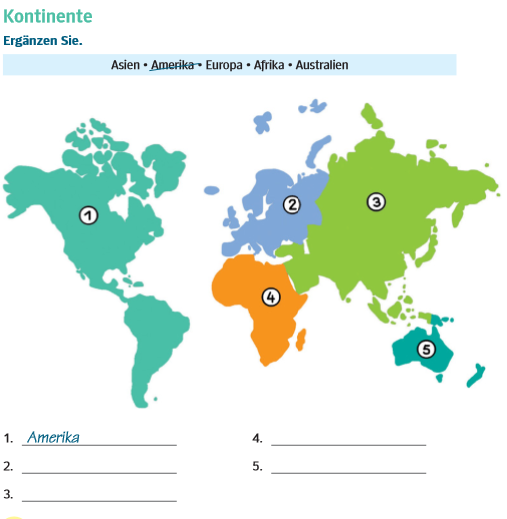 Kontinente
Ergänzen Sie.
Asien • Amerika • Europa • Afrika • Australien
1
2
3
4
5
1. Amerika
4.
2.
5.
3.